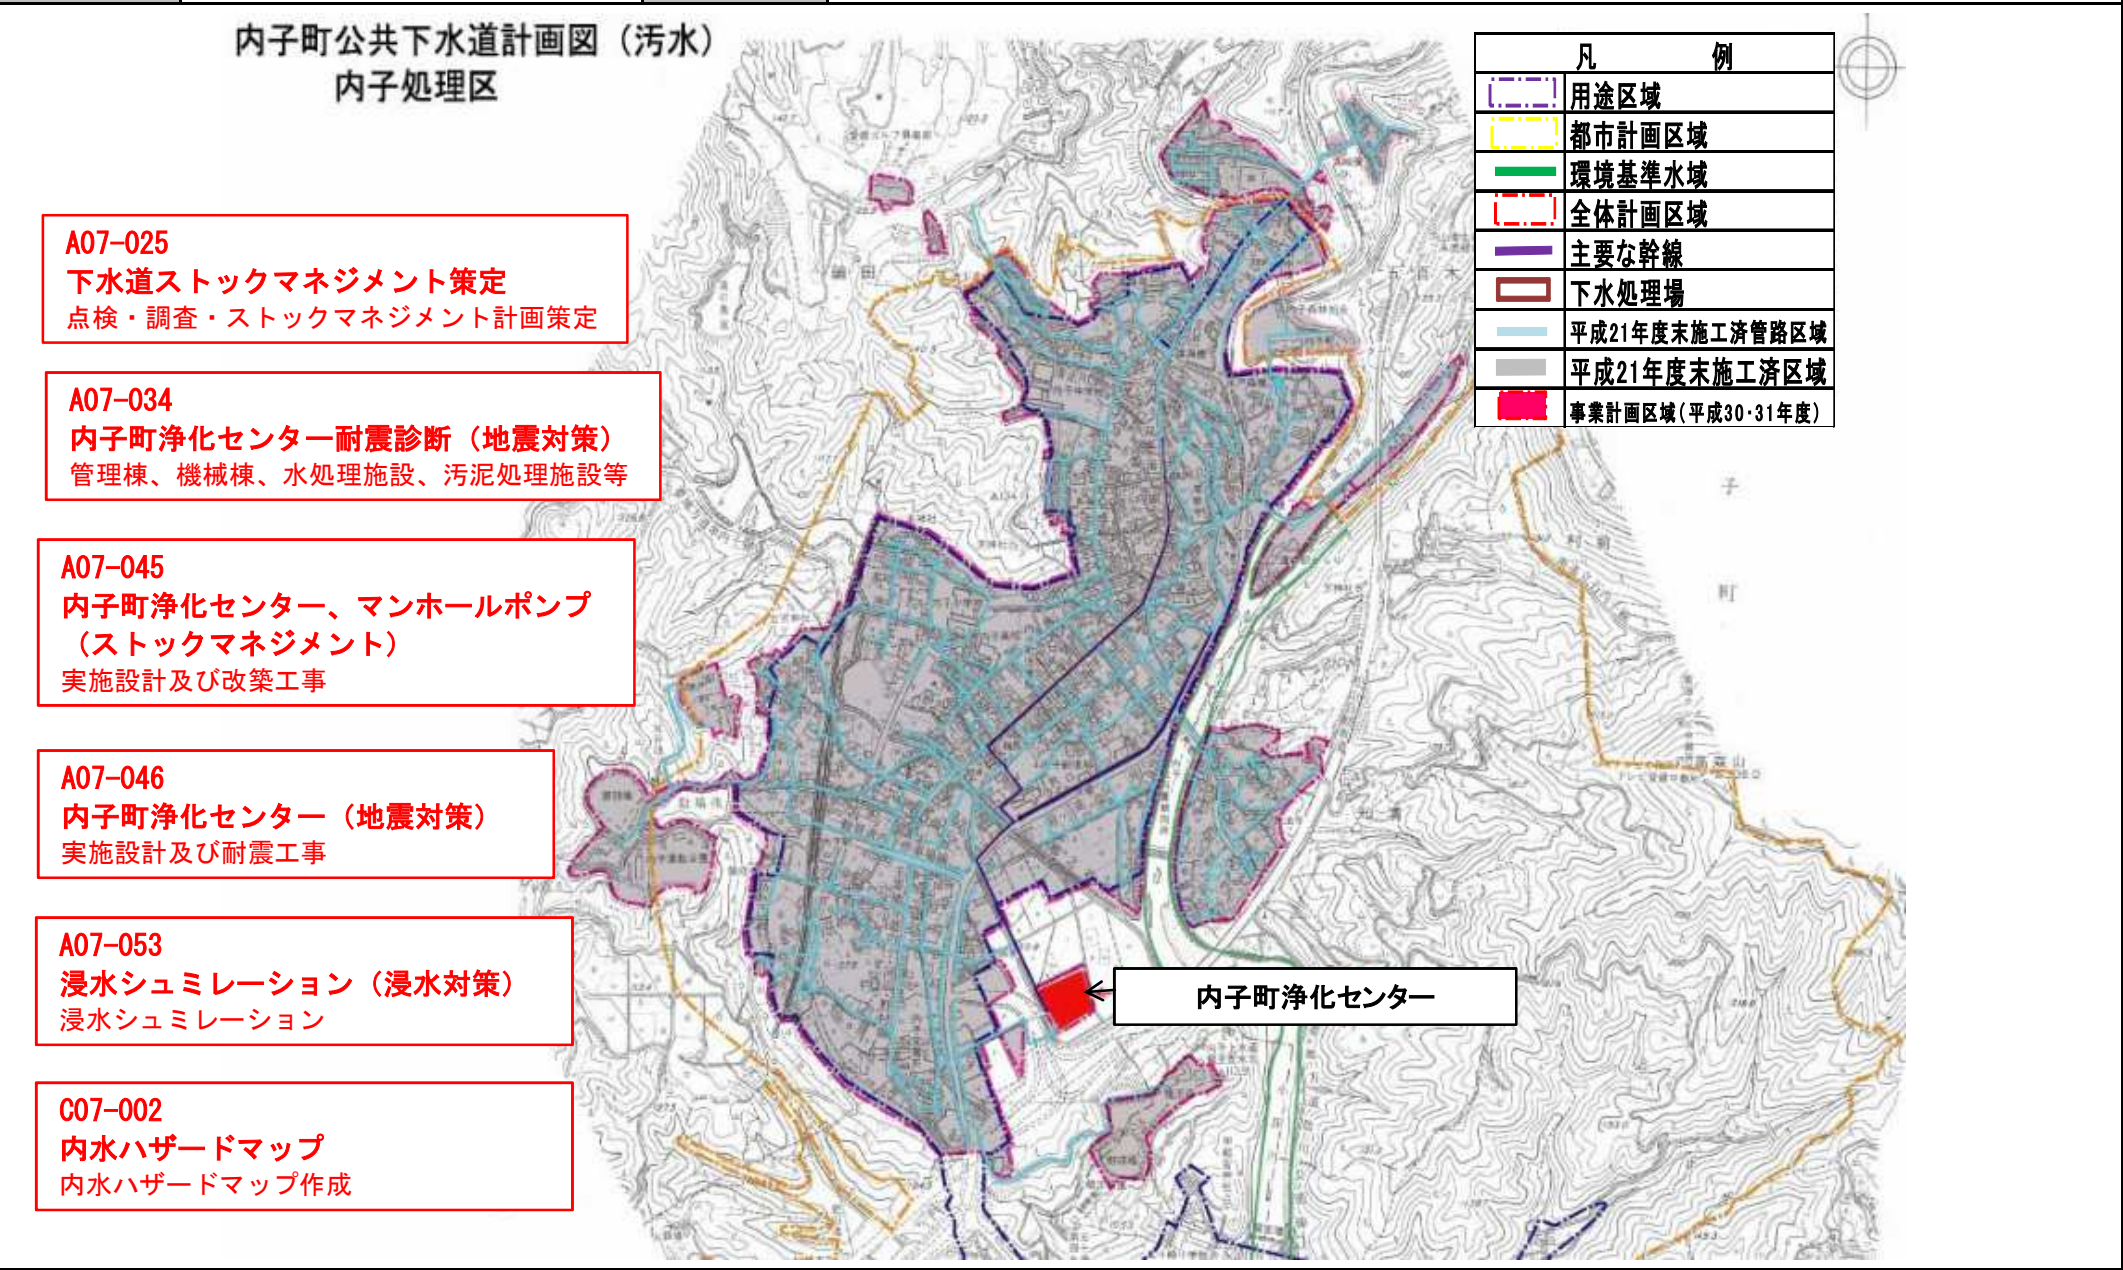 内子町公共下水道計画図（汚水）
内子処理区
凡　例
用途区域
都市計画区域
環境基準水域
全体計画区域
主要な幹線
下水処理場
平成21年度末施工済管路区域
平成21年度末施工済区域
事業計画区域(平成30･31年度)
A07-025
下水道ストックマネジメント策定
点検・調査・ストックマネジメント計画策定
A07-034
内子町浄化センター耐震診断（地震対策）
管理棟、機械棟、水処理施設、汚泥処理施設等
A07-045
内子町浄化センター、マンホールポンプ
（ストックマネジメント）
実施設計及び改築工事
A07-046
内子町浄化センター（地震対策）
実施設計及び耐震工事
A07-053
浸水シュミレーション（浸水対策）
浸水シュミレーション
C07-002
内水ハザードマップ
内水ハザードマップ作成
内子町浄化センター
子
町